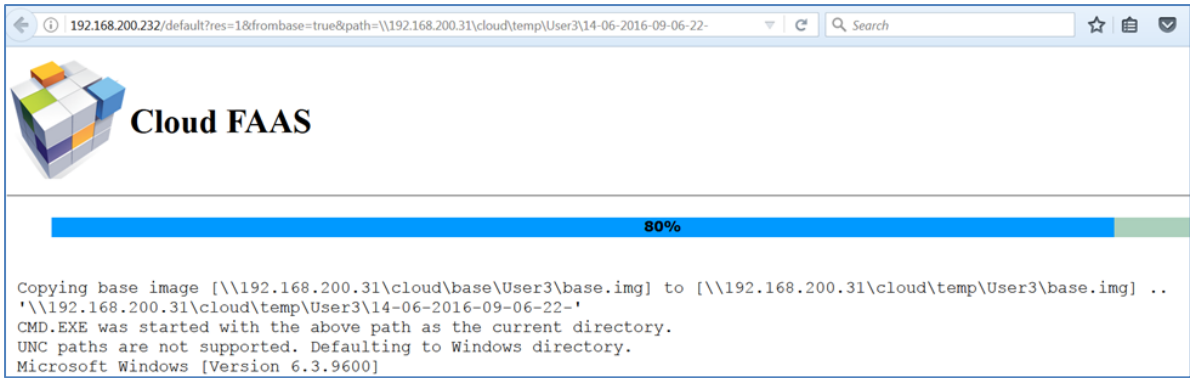 192.168.200.232/default?res=1&frombase=true&path=\\192.168.200.31\cloud\temp\User3\14-06-2016-09-06-22-
Search
Cloud FAAS
80%
Copying base image [\\192.168.200.31\cloud\base\User3\base.img] to [\\192.168.200.31\cloud\temp\User3\base.img] ..
'\\192.168.200.31\cloud\temp\User3\14-06-2016-09-06-22-'
CMD.EXE was started with the above path as the current directory.
UNC paths are not supported. Defaulting to Windows directory.
Microsoft Windows [Version 6.3.9600]